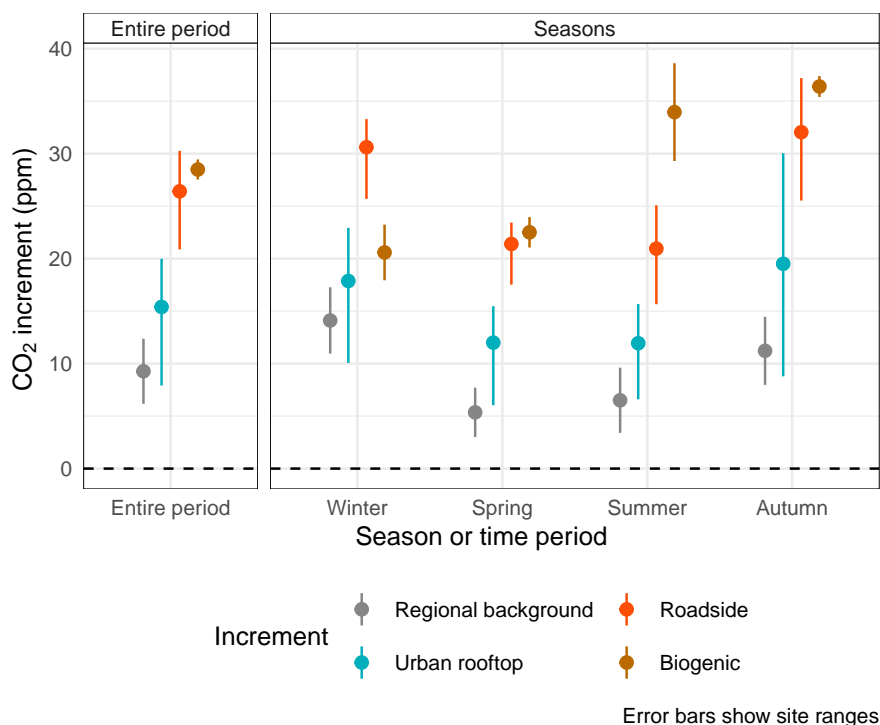 Entire period
Seasons
CO₂ increment (ppm)
40
30
20
10
0
Entire period
Winter
Spring
Summer
Autumn
Season or time period
Increment
Regional background
Roadside
Urban rooftop
Biogenic
Error bars show site ranges